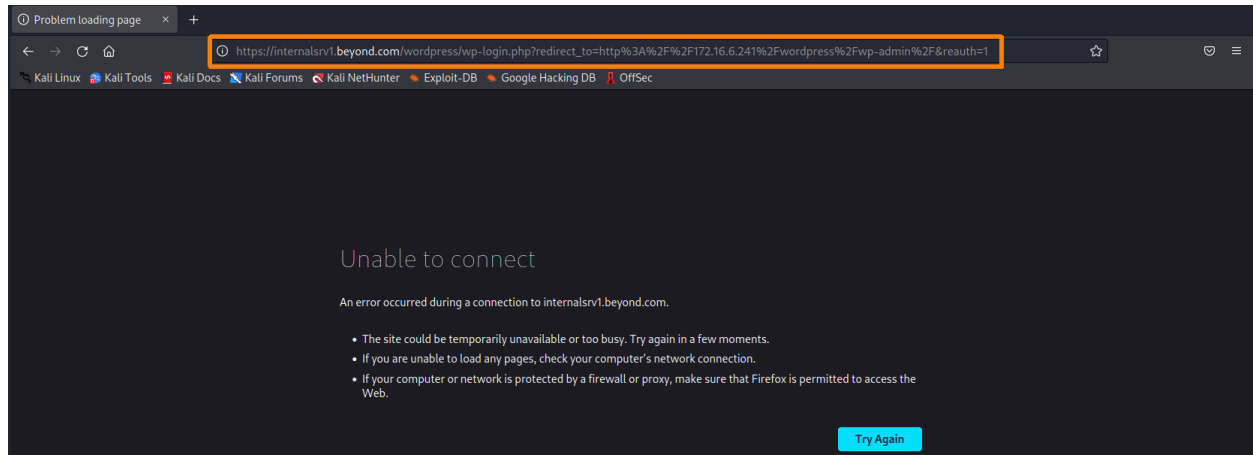 Problem loading page
https://internalsrv1.beyond.com/wordpress/wp-login.php?redirect_to=http%3A%2F%2F172.16.6.241%2Fwordpress%2Fwp-admin%2F&reauth=1
Kali Linux Kali Tools Kali Docs Kali Forums Kali NetHunter Exploit-DB Google Hacking DB OffSec
Unable to connect
An error occurred during a connection to internalsrv1.beyond.com.
• The site could be temporarily unavailable or too busy. Try again in a few moments.
• If you are unable to load any pages, check your computer's network connection.
• If your computer or network is protected by a firewall or proxy, make sure that Firefox is permitted to access the
Web.
Try Again